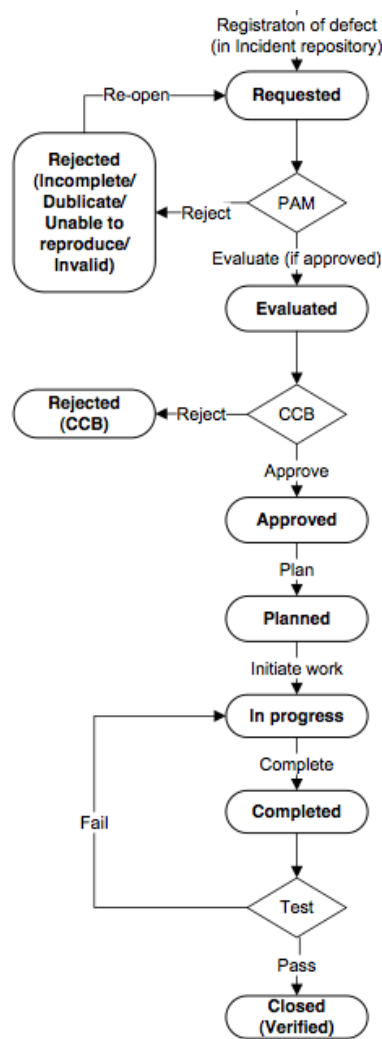 Registraton of defect
(in Incident repository)
Re-open
Requested
Rejected
(Incomplete/
Dublicate/
Unable to
reproduce/
Invalid)
Reject
PAM
Evaluate (if approved)
Evaluated
Rejected
(CCB)
Reject
CCB
Approve
Approved
Plan
Planned
Initiate work
In progress
Complete
Completed
Fail
Test
Pass
Closed
(Verified)